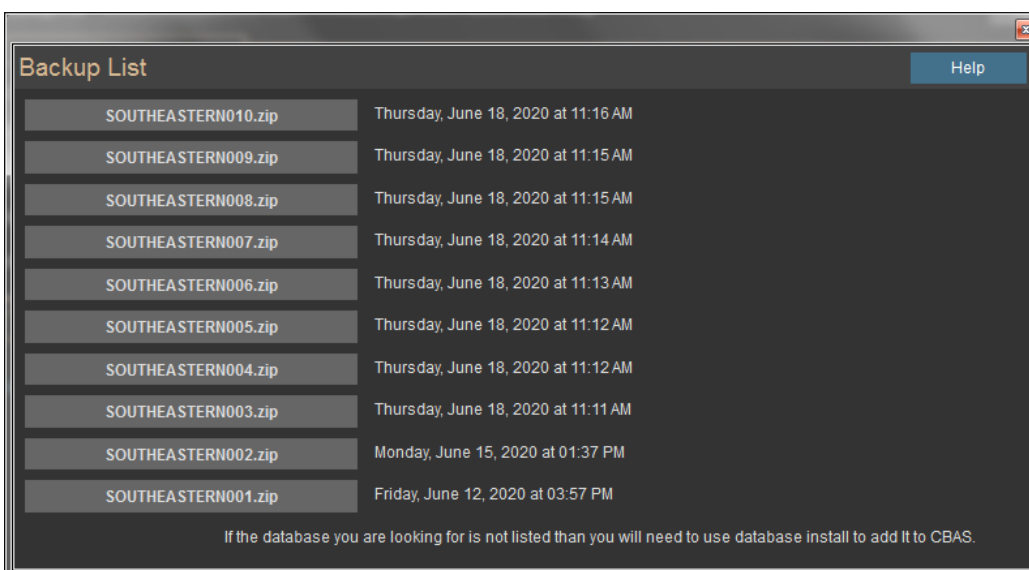 Backup List
Help
SOUTHEASTERN010.zip Thursday, June 18, 2020 at 11:16 AM
SOUTHEASTERN009.zip Thursday, June 18, 2020 at 11:15 AM
SOUTHEASTERN008.zip Thursday, June 18, 2020 at 11:15 AM
SOUTHEASTERN007.zip Thursday, June 18, 2020 at 11:14 AM
SOUTHEASTERN006.zip Thursday, June 18, 2020 at 11:13 AM
SOUTHEASTERN005.zip Thursday, June 18, 2020 at 11:12 AM
SOUTHEASTERN004.zip Thursday, June 18, 2020 at 11:12 AM
SOUTHEASTERN003.zip Thursday, June 18, 2020 at 11:11 AM
SOUTHEASTERN002.zip Monday, June 15, 2020 at 01:37 PM
SOUTHEASTERN001.zip Friday, June 12, 2020 at 03:57 PM
If the database you are looking for is not listed than you will need to use database install to add It to CBAS.